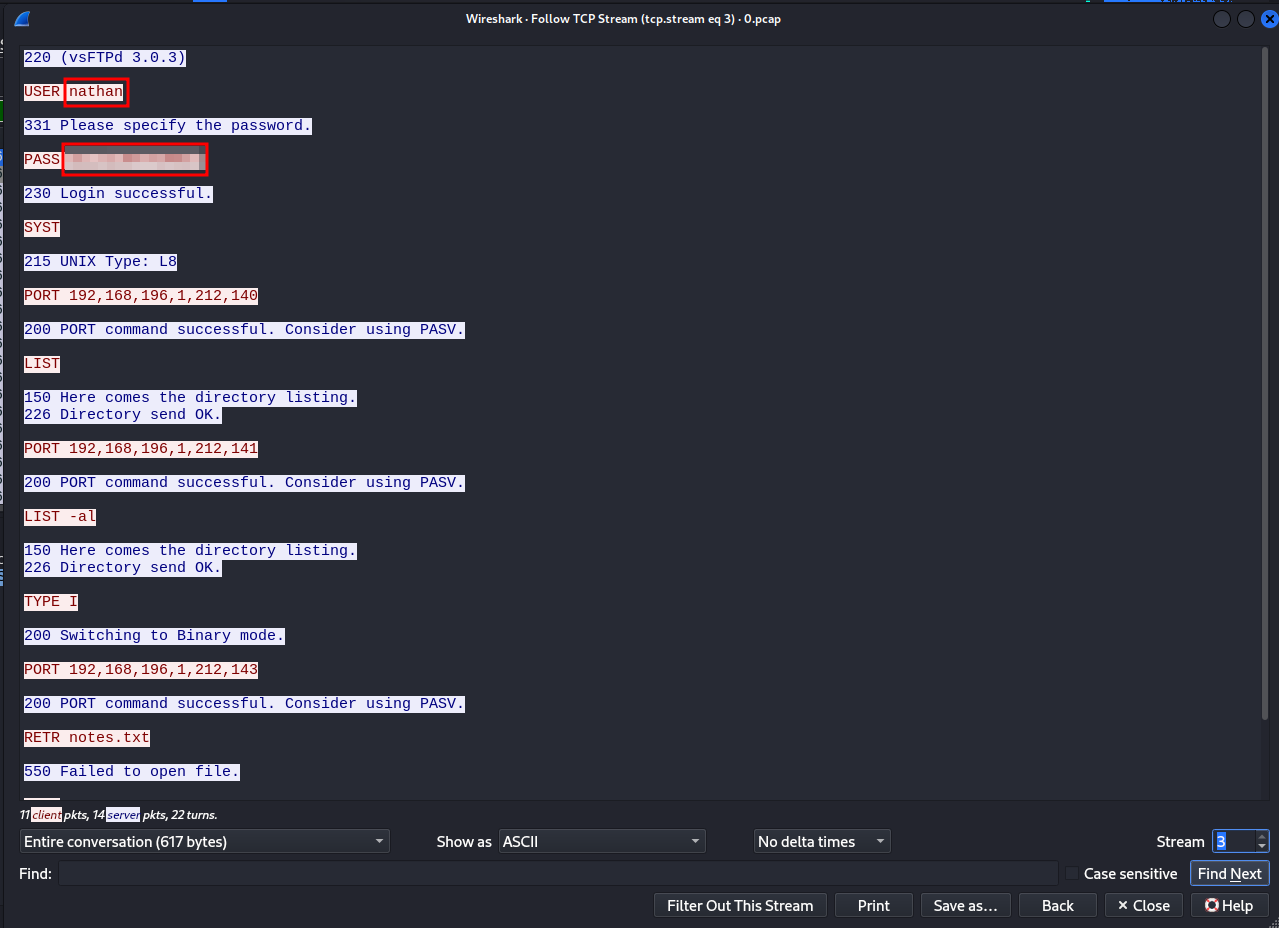 Wireshark · Follow TCP Stream (tcp.stream eq 3) · 0.pcap
220 (vsFTPd 3.0.3)
USER nathan
331 Please specify the password.
PASS
230 Login successful.
SYST
215 UNIX Type: L8
PORT 192,168,196,1,212,140
200 PORT command successful. Consider using PASV.
LIST
150 Here comes the directory listing.
226 Directory send OK.
PORT 192,168,196,1,212,141
200 PORT command successful. Consider using PASV.
LIST -al
150 Here comes the directory listing.
226 Directory send OK.
TYPE I
200 Switching to Binary mode.
PORT 192,168,196,1,212,143
200 PORT command successful. Consider using PASV.
RETR notes.txt
550 Failed to open file.
11 client pkts, 14 server pkts, 22 turns.
Entire conversation (617 bytes) Show as ASCII No delta times Stream 3
Find: Case sensitive Find Next
Filter Out This Stream Print Save as… Back × Close Help